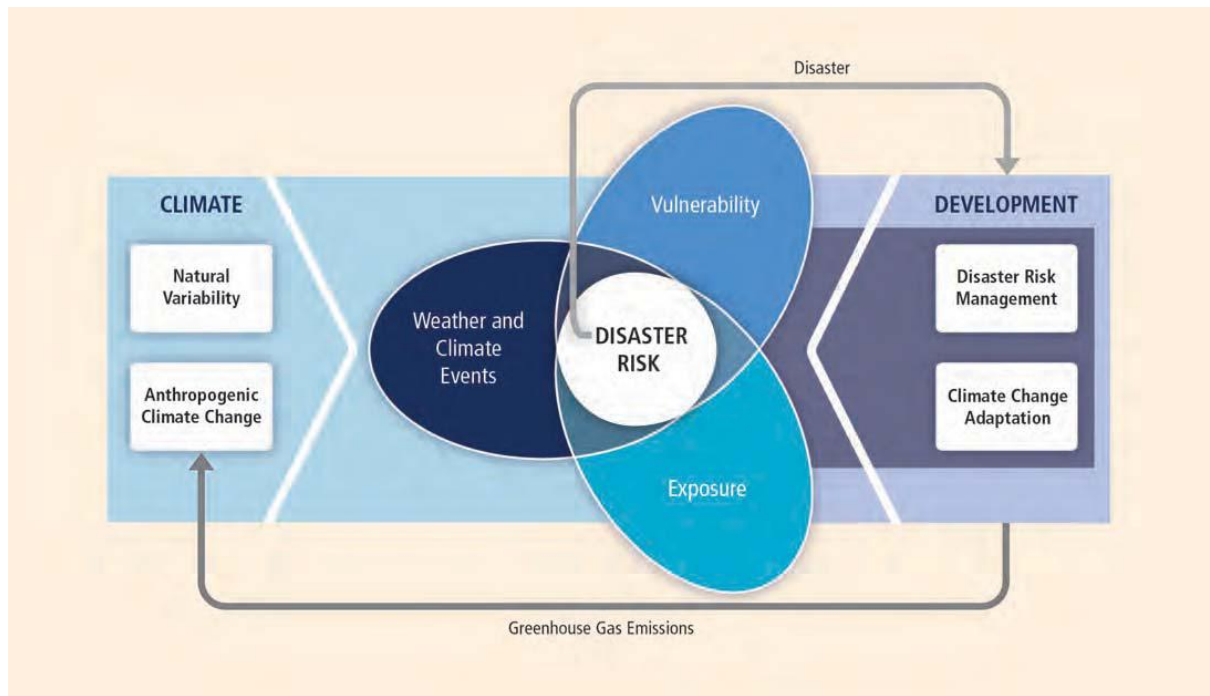 Disaster
CLIMATE
Natural
Variability
Anthropogenic
Climate Change
Weather and
Climate
Events
Vulnerability
DISASTER
RISK
Exposure
DEVELOPMENT
Disaster Risk
Management
Climate Change
Adaptation
Greenhouse Gas Emissions